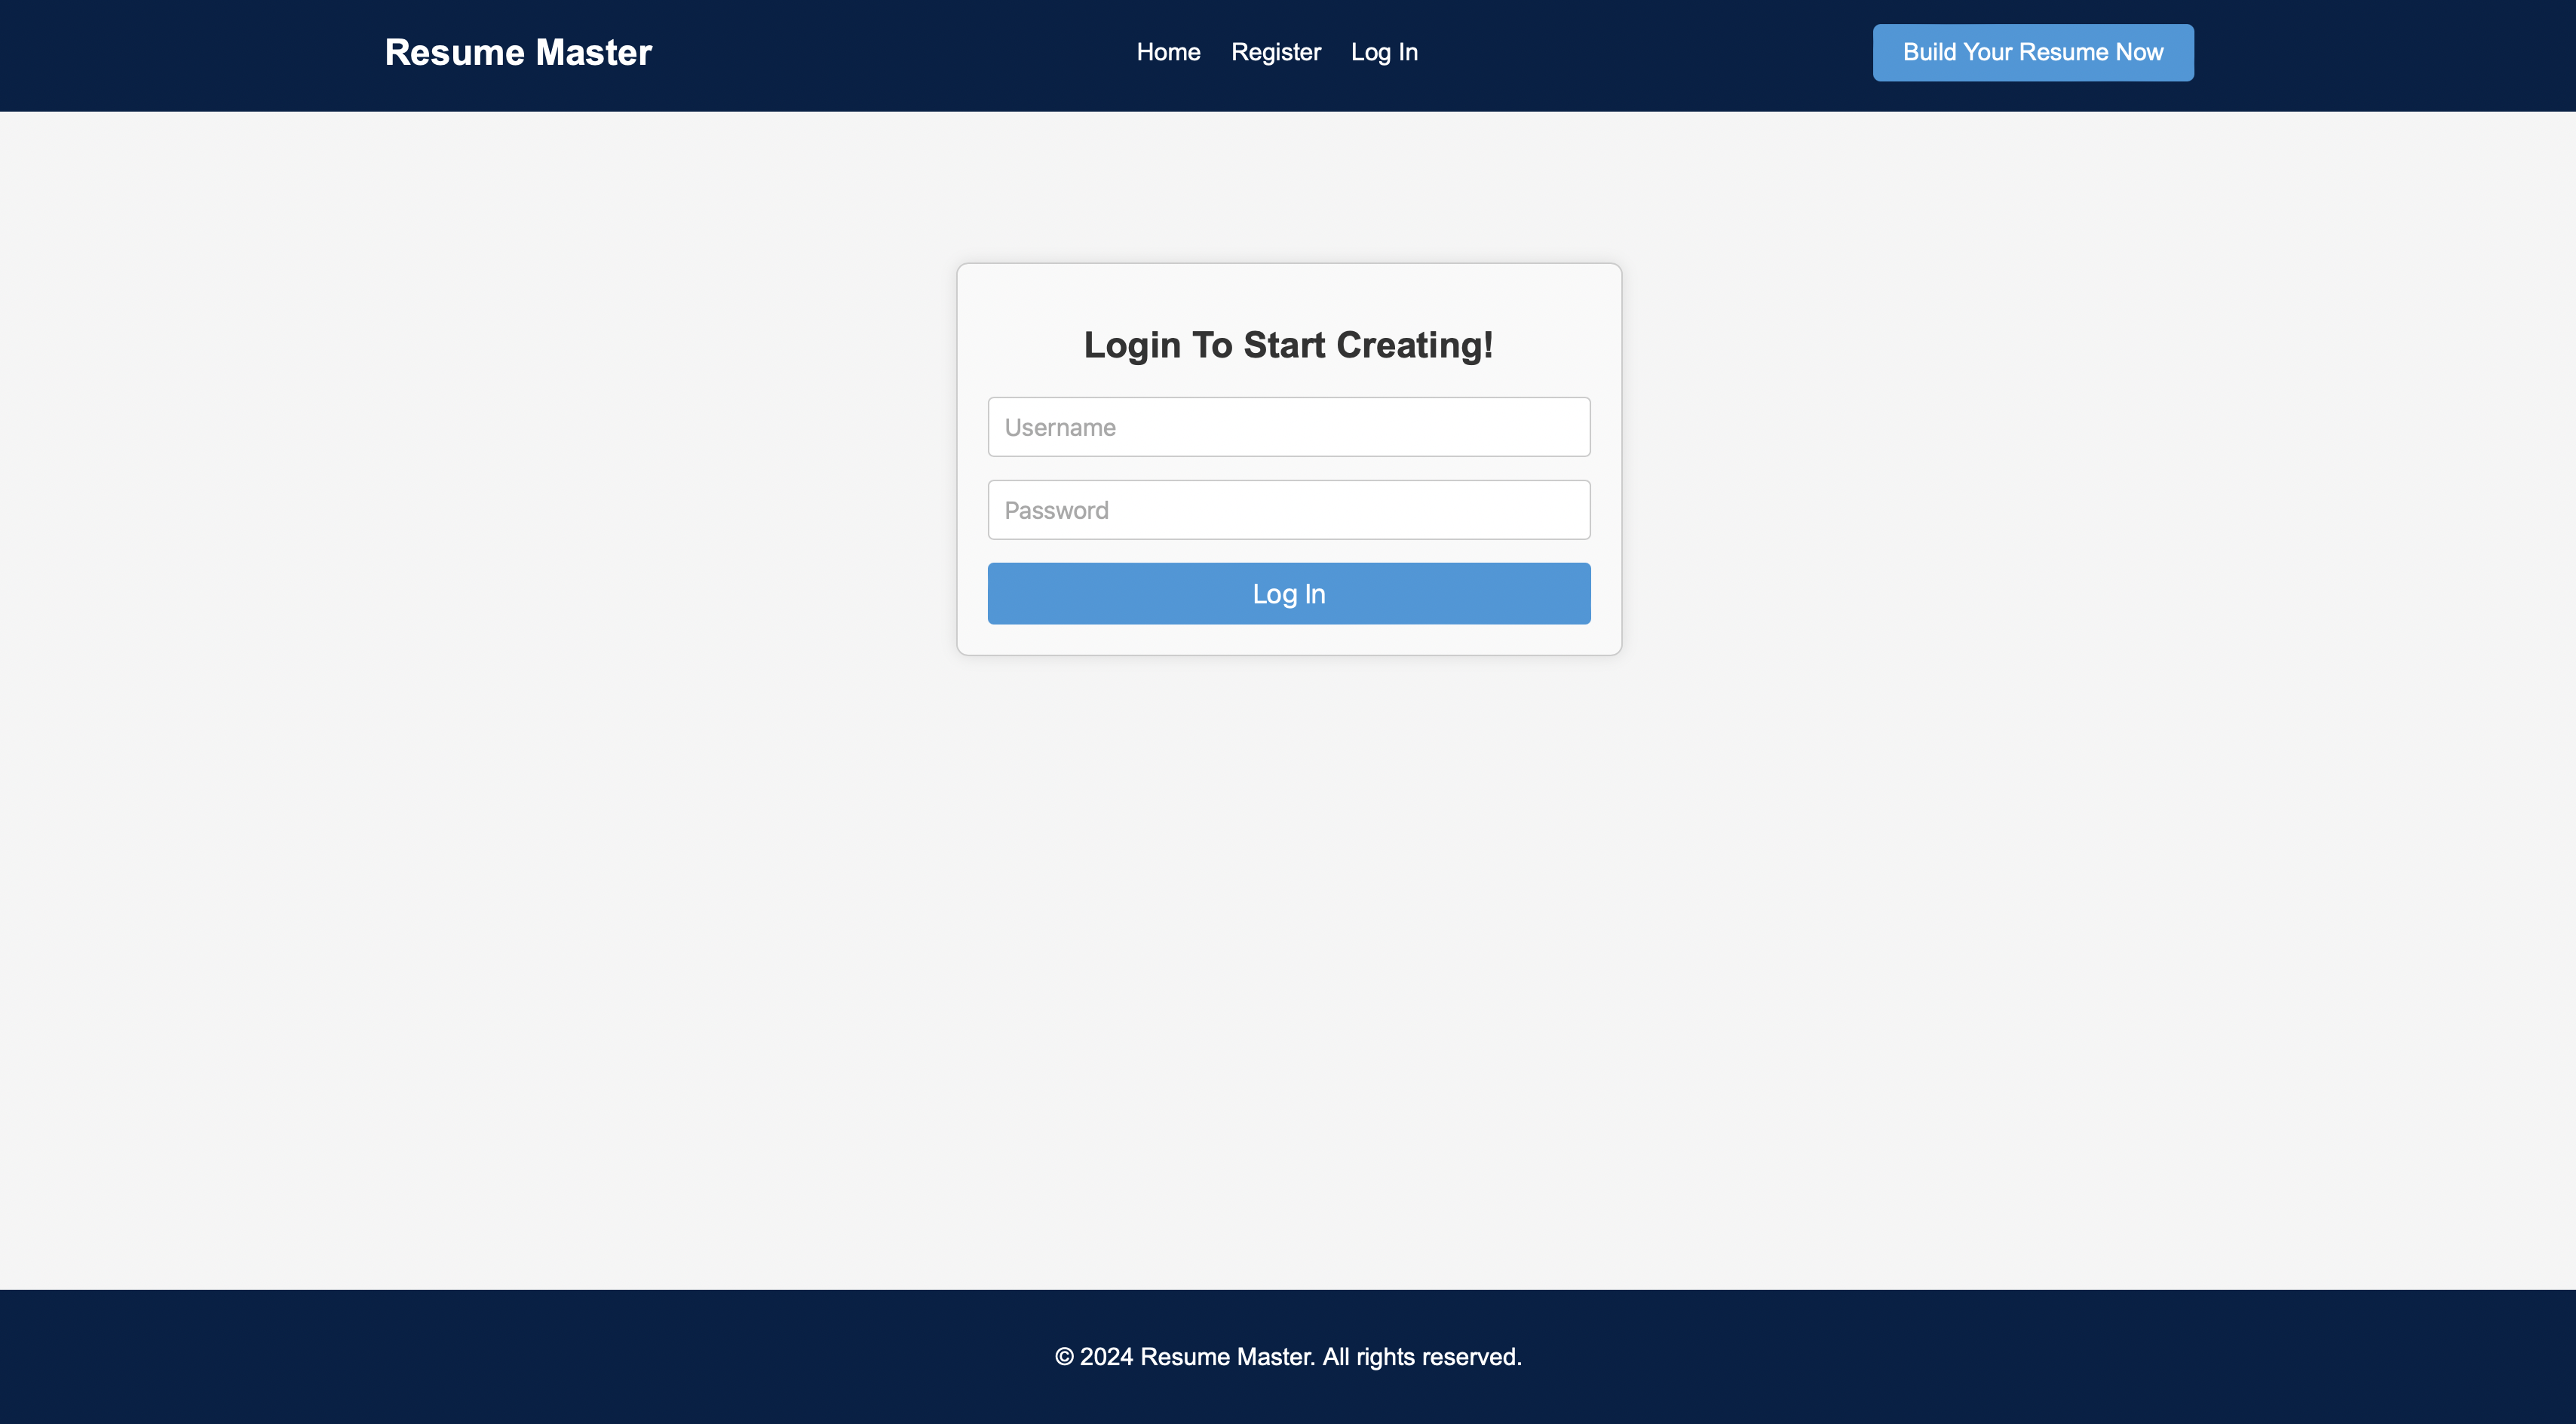 Resume Master
Home Register Log In
Build Your Resume Now
Login To Start Creating!
Username
Password
Log In
© 2024 Resume Master. All rights reserved.